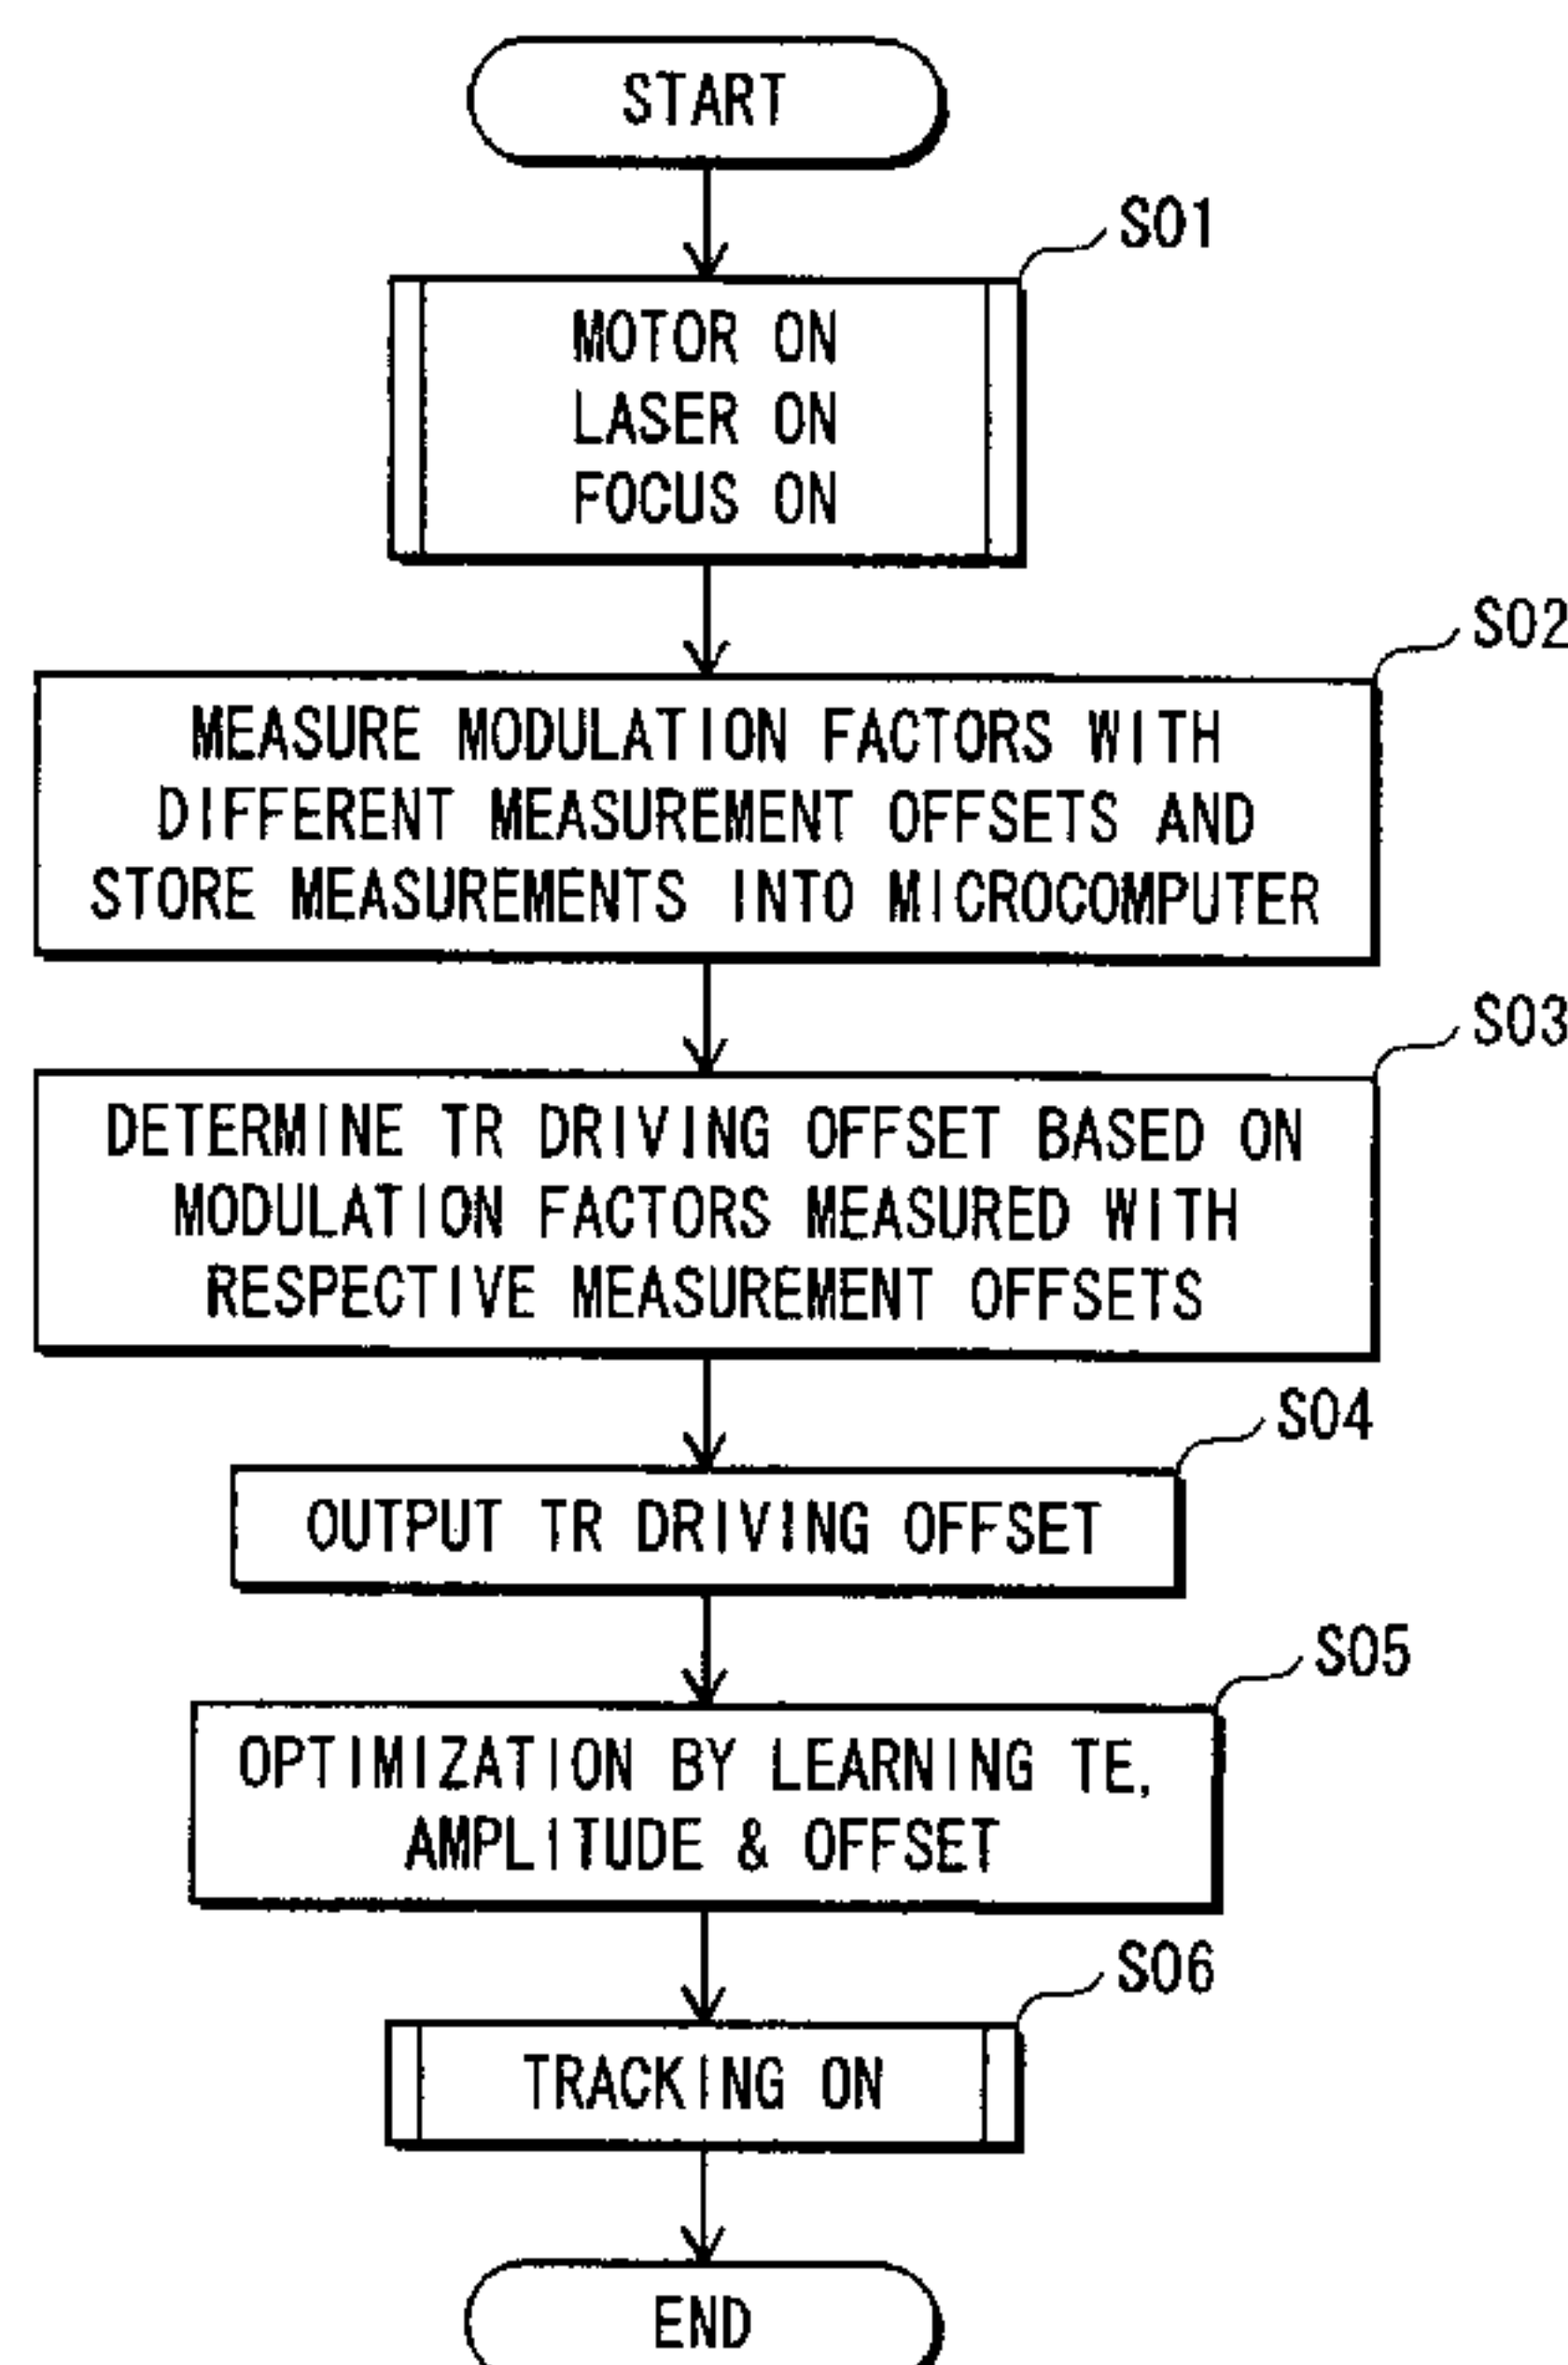 START
S01
MOTOR ON
LASER ON
FOCUS ON
S02
MEASURE MODULATION FACTORS WITH
DIFFERENT MEASUREMENT OFFSETS AND
STORE MEASUREMENTS INTO MICROCOMPUTER
S03
DETERMINE TR DRIVING OFFSET BASED ON
MODULATION FACTORS MEASURED WITH
RESPECTIVE MEASUREMENT OFFSETS
S04
OUTPUT TR DRIVING OFFSET
S05
OPTIMIZATION BY LEARNING TE,
AMPLITUDE & OFFSET
S06
TRACKING ON
END